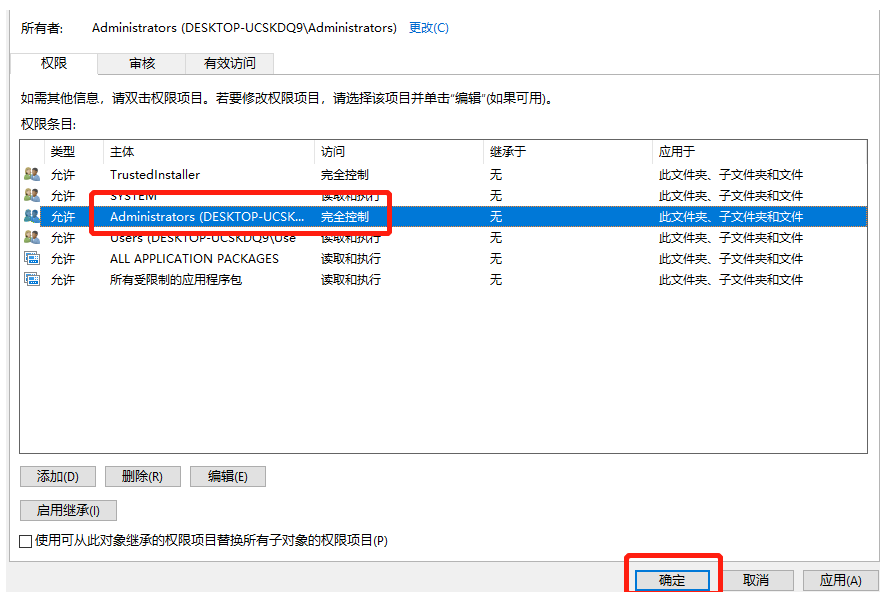 所有者: Administrators (DESKTOP-UCSKDQ9\Administrators) 更改(C)
权限 审核 有效访问
如需其他信息，请双击权限项目。若要修改权限项目，请选择该项目并单击"编辑"(如果可用)。
权限条目:
类型 主体 访问 继承于 应用于
允许 TrustedInstaller 完全控制 无 此文件夹、子文件夹和文件
允许 SYSTEM 读取和执行 无 此文件夹、子文件夹和文件
允许 Administrators (DESKTOP-UCSK... 完全控制 无 此文件夹、子文件夹和文件
允许 Users (DESKTOP-UCSKDQ9\Use 读取和执行 无 此文件夹、子文件夹和文件
允许 ALL APPLICATION PACKAGES 读取和执行 无 此文件夹、子文件夹和文件
允许 所有受限制的应用程序包 读取和执行 无 此文件夹、子文件夹和文件
添加(D) 删除(R) 编辑(E)
启用继承(I)
使用可从此对象继承的权限项目替换所有子对象的权限项目(P)
确定 取消 应用(A)